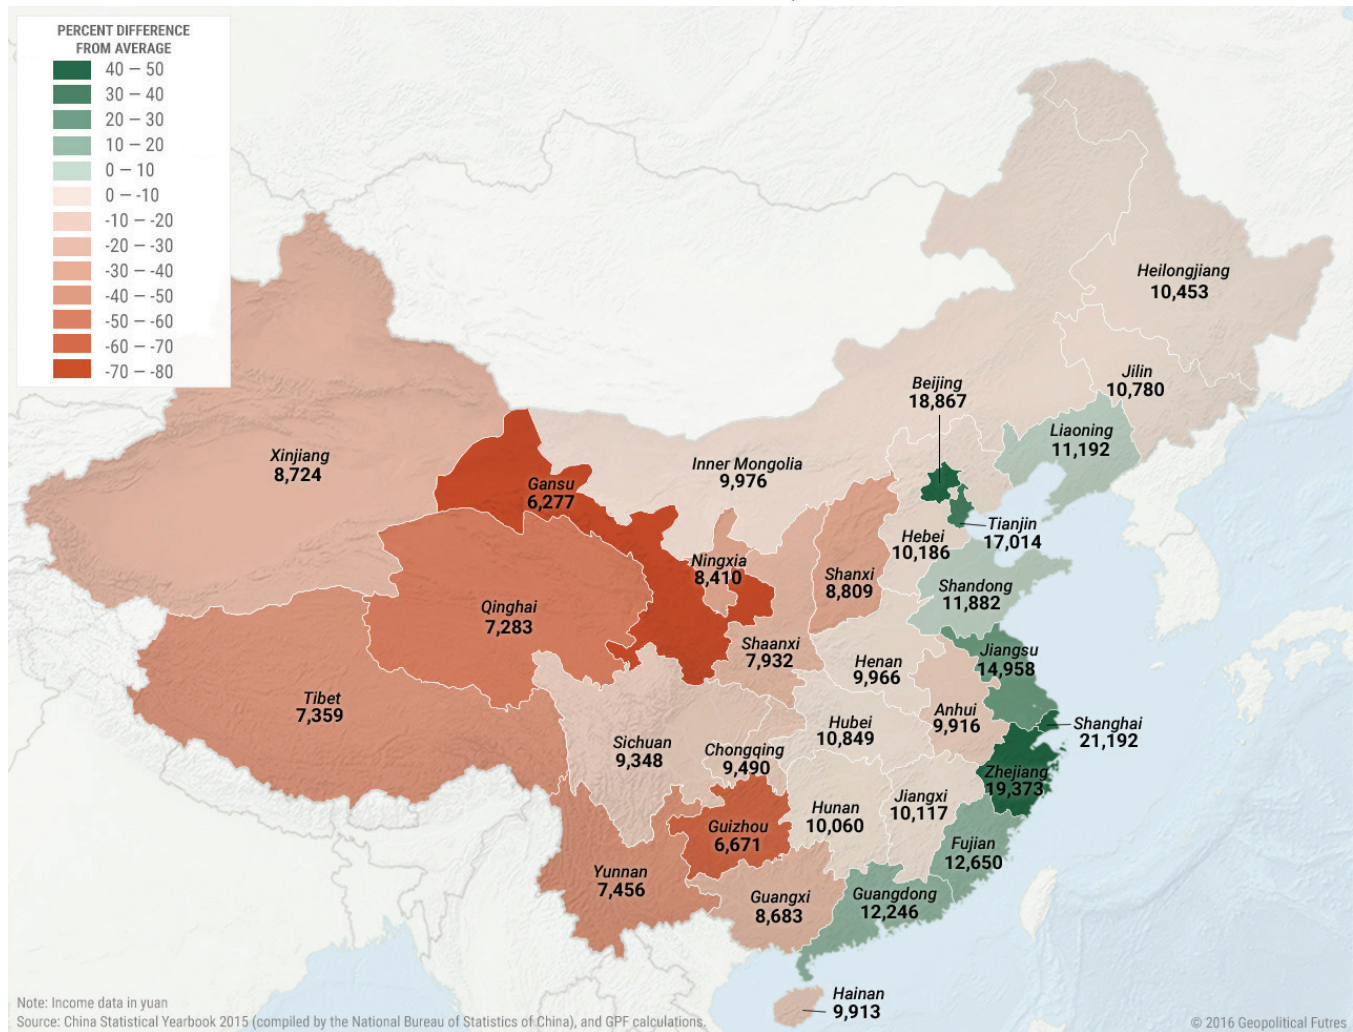 PERCENT DIFFERENCE
FROM AVERAGE
40 – 50
30 – 40
20 – 30
10 – 20
0 – 10
0 – -10
-10 – -20
-20 – -30
-30 – -40
-40 – -50
-50 – -60
-60 – -70
-70 – -80
Heilongjiang
10,453
Jilin
10,780
Beijing
18,867
Liaoning
11,192
Xinjiang
8,724
Inner Mongolia
9,976
Gansu
6,277
Tianjin
17,014
Hebei
10,186
Ningxia
8,410
Shanxi
8,809
Shandong
11,882
Qinghai
7,283
Shaanxi
7,932
Jiangsu
14,958
Henan
9,966
Tibet
7,359
Anhui
9,916
Shanghai
21,192
Hubei
10,849
Sichuan
9,348
Chongqing
9,490
Zhejiang
19,373
Hunan
10,060
Jiangxi
10,117
Guizhou
6,671
Fujian
12,650
Yunnan
7,456
Guangxi
8,683
Guangdong
12,246
Hainan
9,913
Note: Income data in yuan
Source: China Statistical Yearbook 2015 (compiled by the National Bureau of Statistics of China), and GPF calculations.
© 2016 Geopolitical Futres